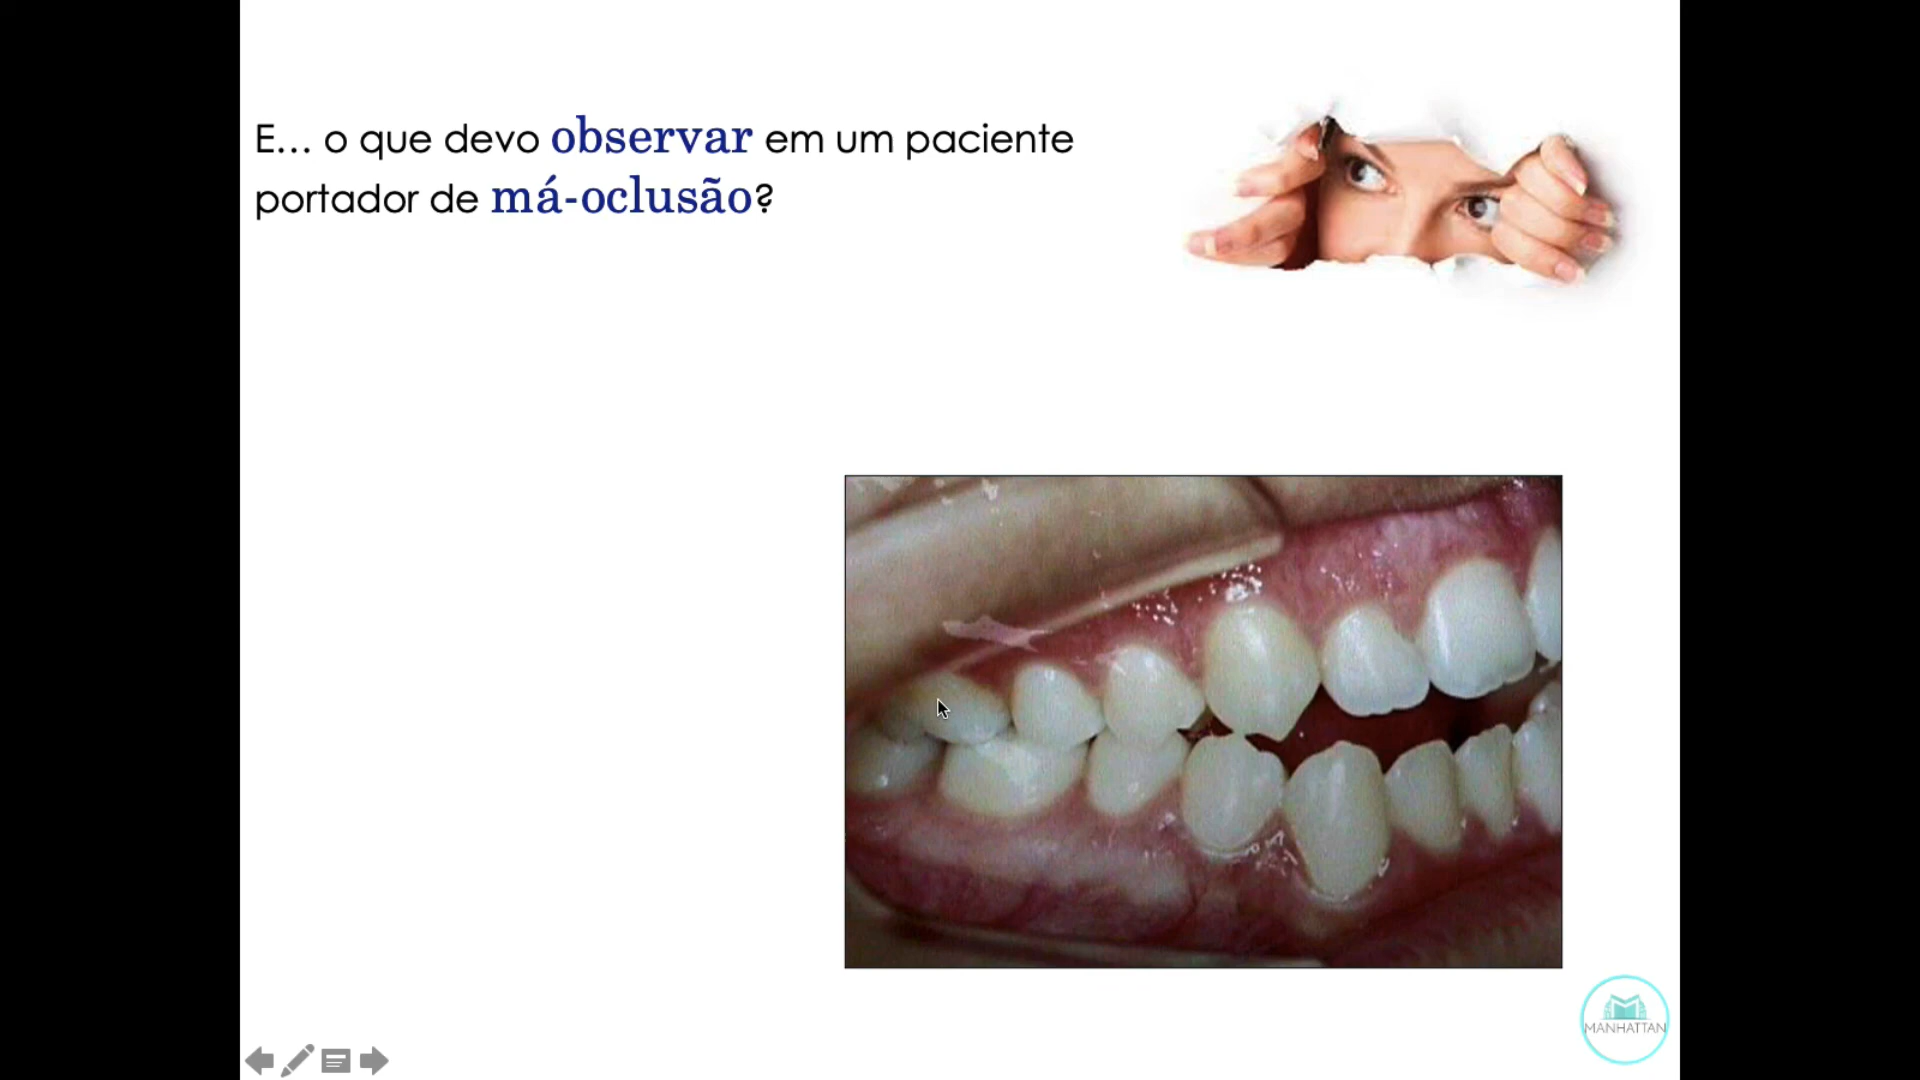 E... o que devo observar em um paciente
portador de má-oclusão?
MANHATTAN